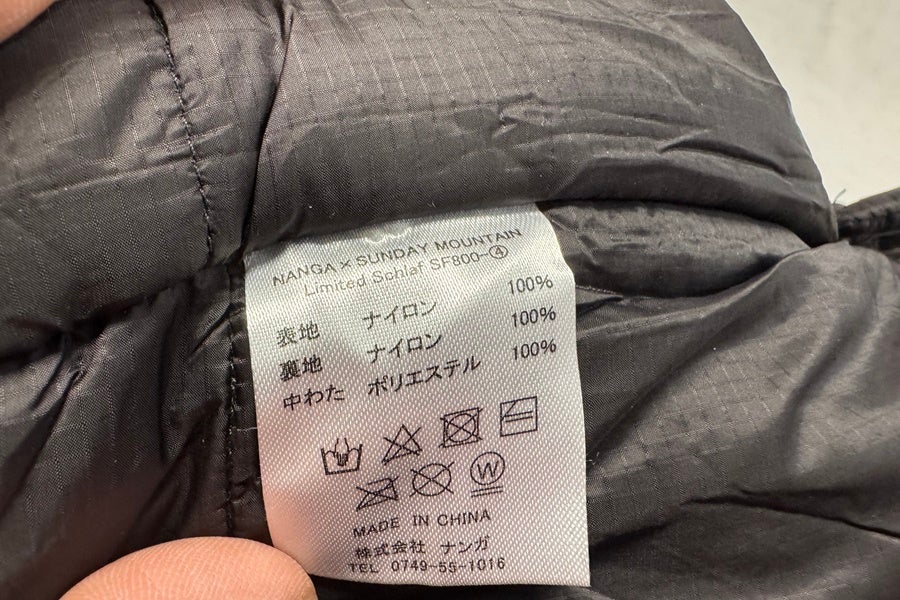 NANGA × SUNDAY MOUNTAIN
Limited Schlaf SF800-④
表地 ナイロン 100%
裏地 ナイロン 100%
中わた ポリエステル 100%
W
MADE IN CHINA
株式会社 ナンガ
TEL 0749-55-1016